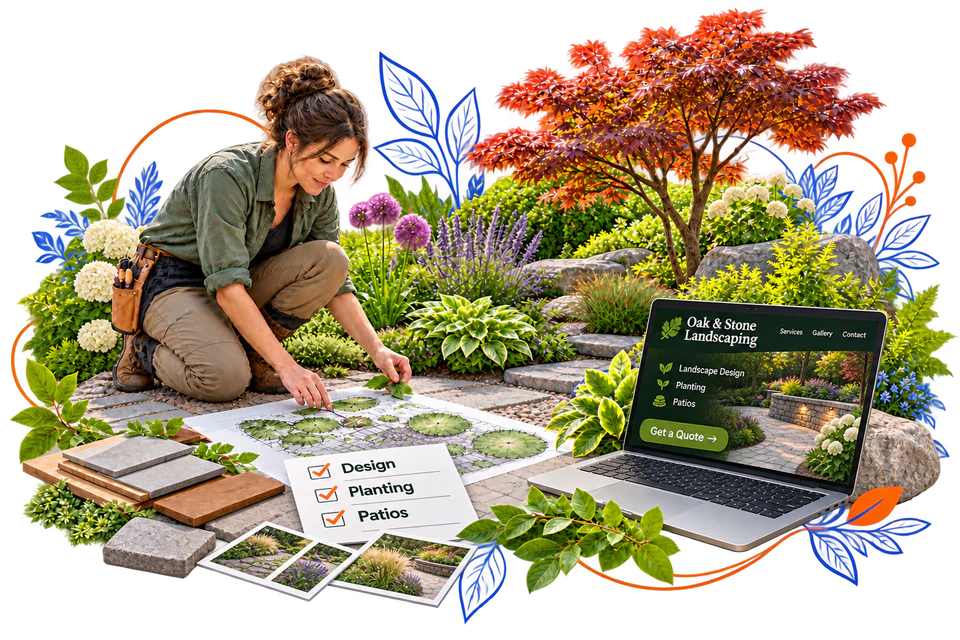 Oak & Stone
Landscaping
Services Gallery Contact
Landscape Design
Planting
Patios
Get a Quote →
Design
Planting
Patios